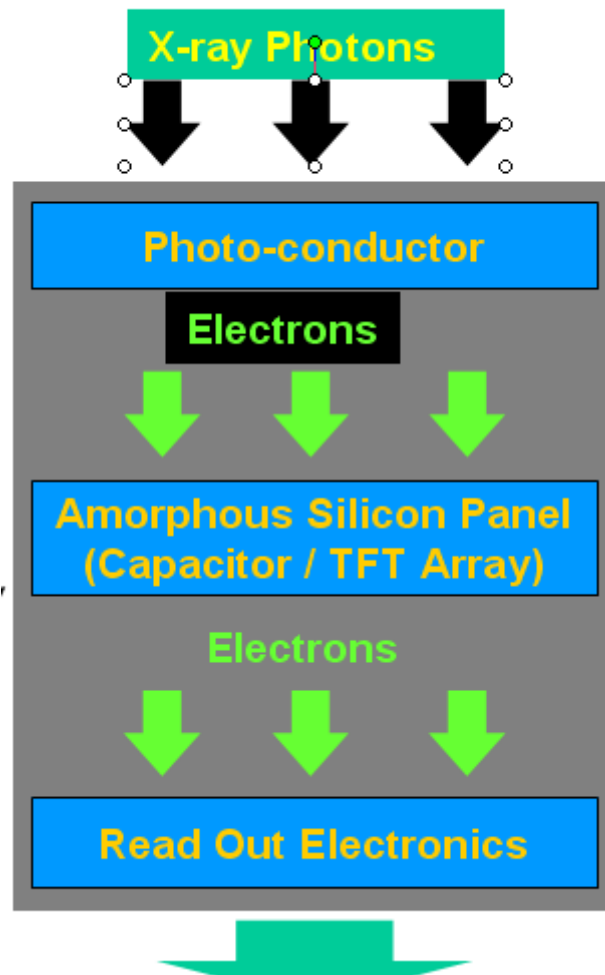 X-ray Photons
Photo-conductor
Electrons
Amorphous Silicon Panel
(Capacitor / TFT Array)
Electrons
Read Out Electronics